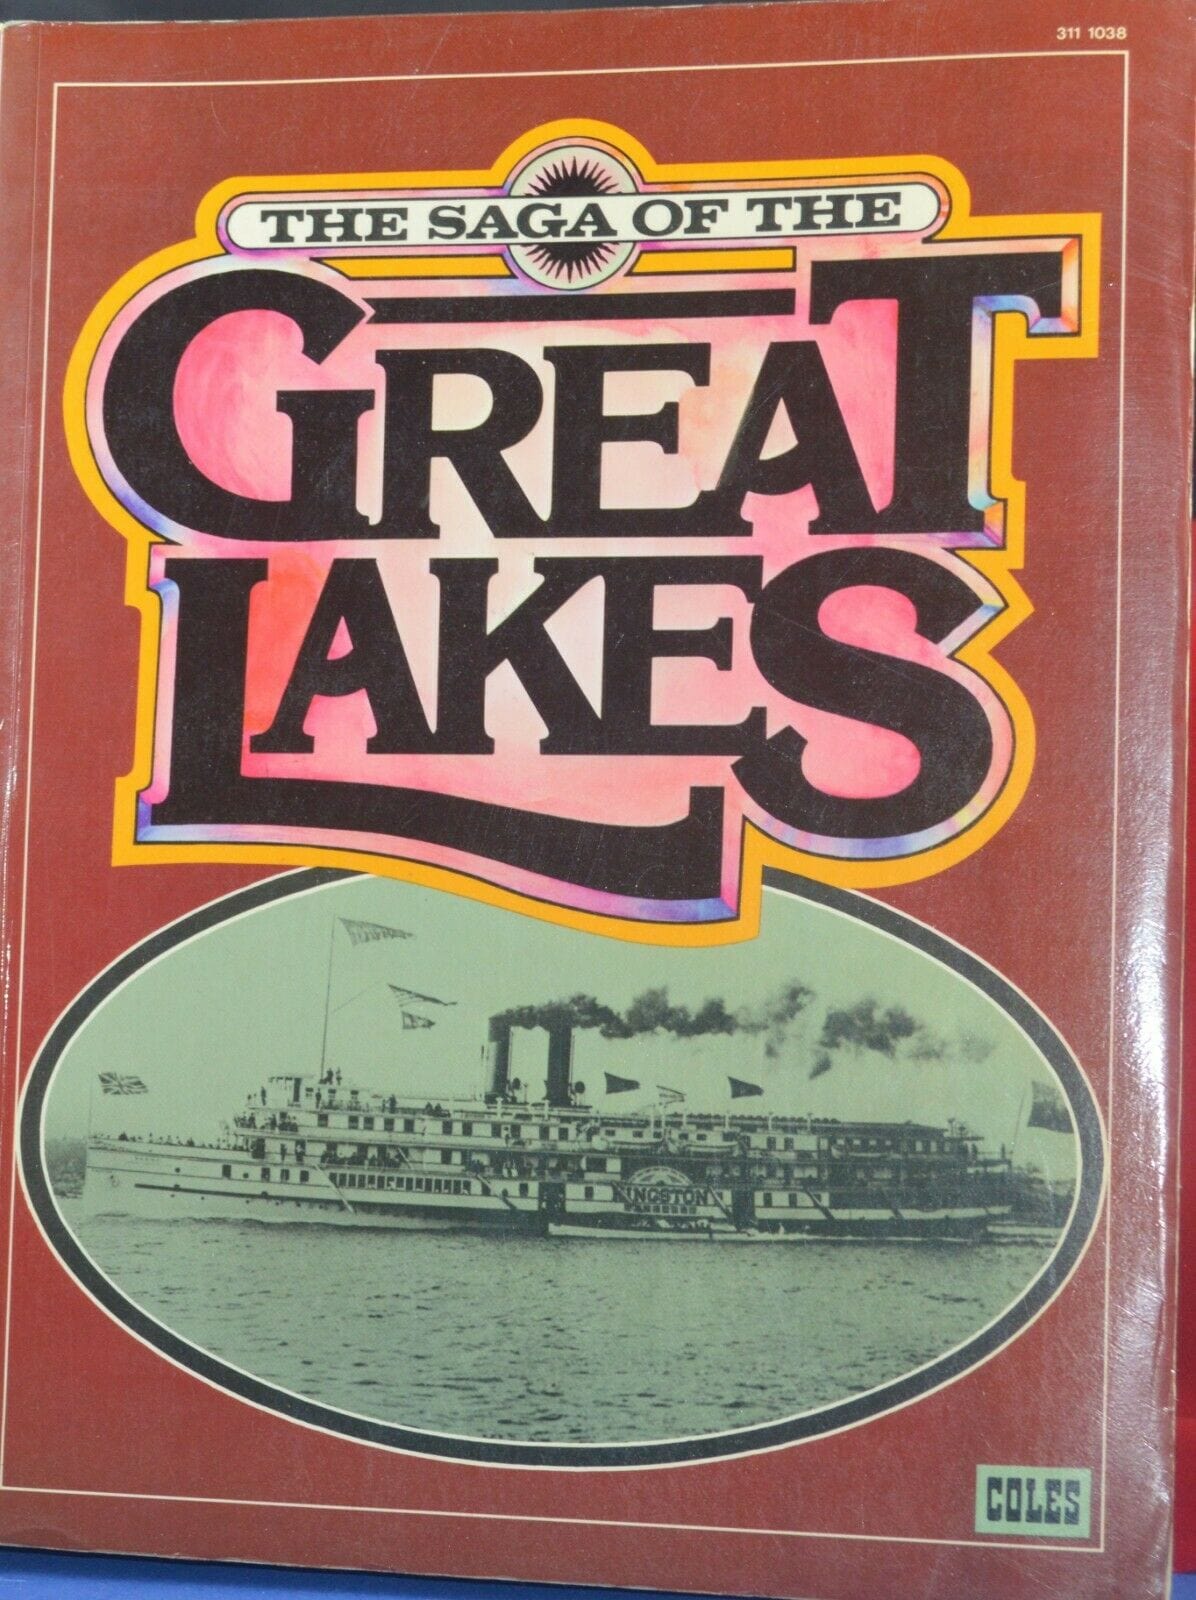 311 1038
THE SAGA OF THE
GREAT
LAKES
KINGSTON
COLES